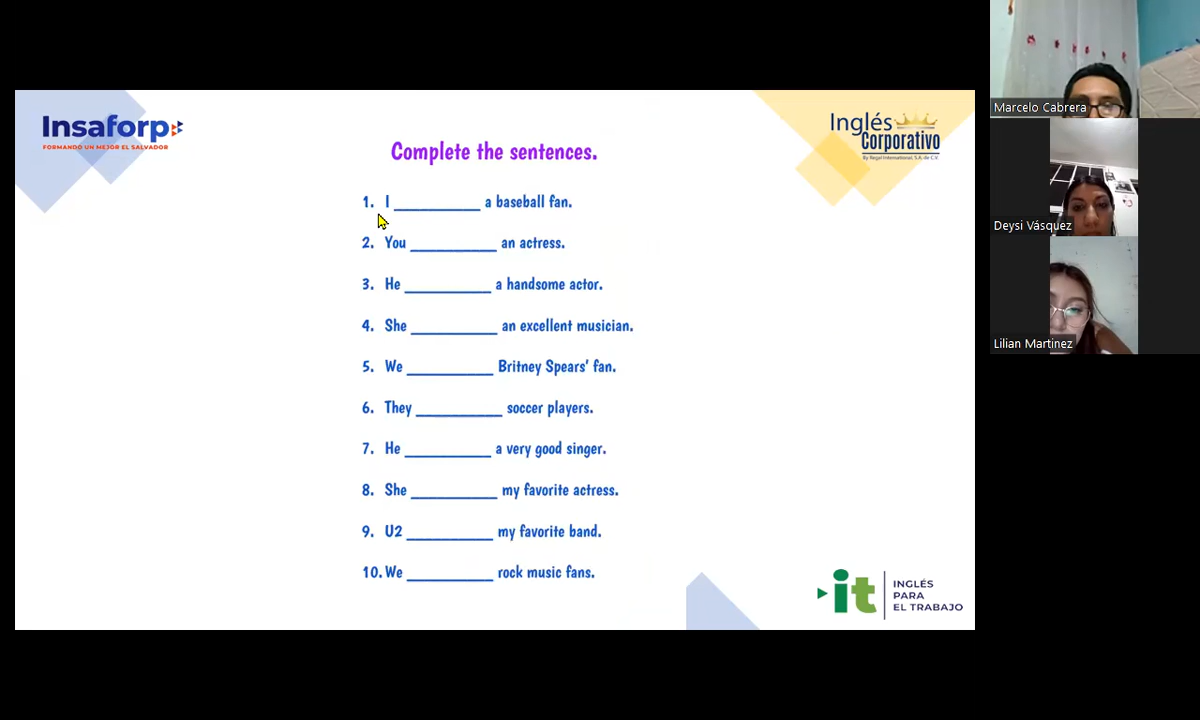 Insaforp
FORMANDO UN MEJOR EL SALVADOR
Inglés
Corporativo
By Regal International, S.A. de C.V.
Complete the sentences.
1. I __________ a baseball fan.
2. You __________ an actress.
3. He __________ a handsome actor.
4. She __________ an excellent musician.
5. We __________ Britney Spears' fan.
6. They __________ soccer players.
7. He __________ a very good singer.
8. She __________ my favorite actress.
9. U2 __________ my favorite band.
10. We __________ rock music fans.
it
INGLÉS
PARA
EL TRABAJO
Marcelo Cabrera
Deysi Vásquez
Lilian Martinez